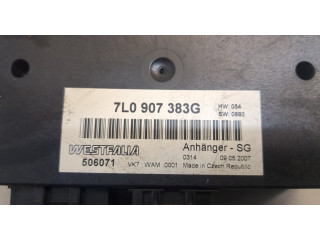 7L0 907 383G
HW: 054
SW: 0880
WESTFALIA
Anhänger - SG
506071
VK7 WAM 0001
0314
09.05.2007
Made in Czech Republic